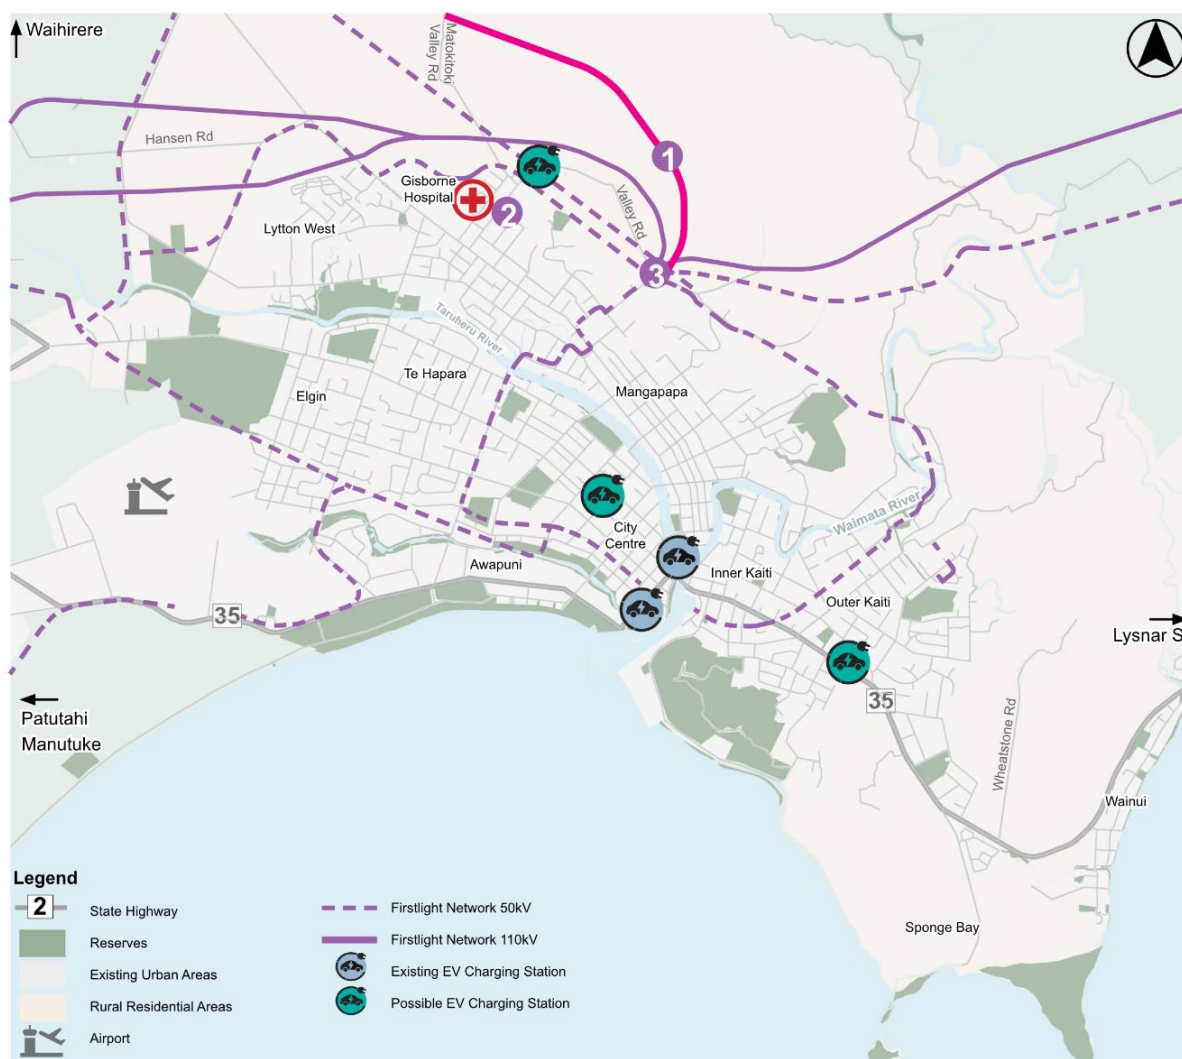 Waihirere
Matokitoki
Valley Rd
Hansen Rd
1
Gisborne
Hospital
2
Valley Rd
Lytton West
3
Taruheru River
Te Hapara
Mangapapa
Elgin
City
Centre
Waimata River
Awapuni
Inner Kaiti
Outer Kaiti
35
Lysnar S
35
Patutahi
Manutuke
Wheatstone Rd
Wainui
Sponge Bay
Legend
2 State Highway
Reserves
Existing Urban Areas
Rural Residential Areas
Airport
Firstlight Network 50kV
Firstlight Network 110kV
Existing EV Charging Station
Possible EV Charging Station